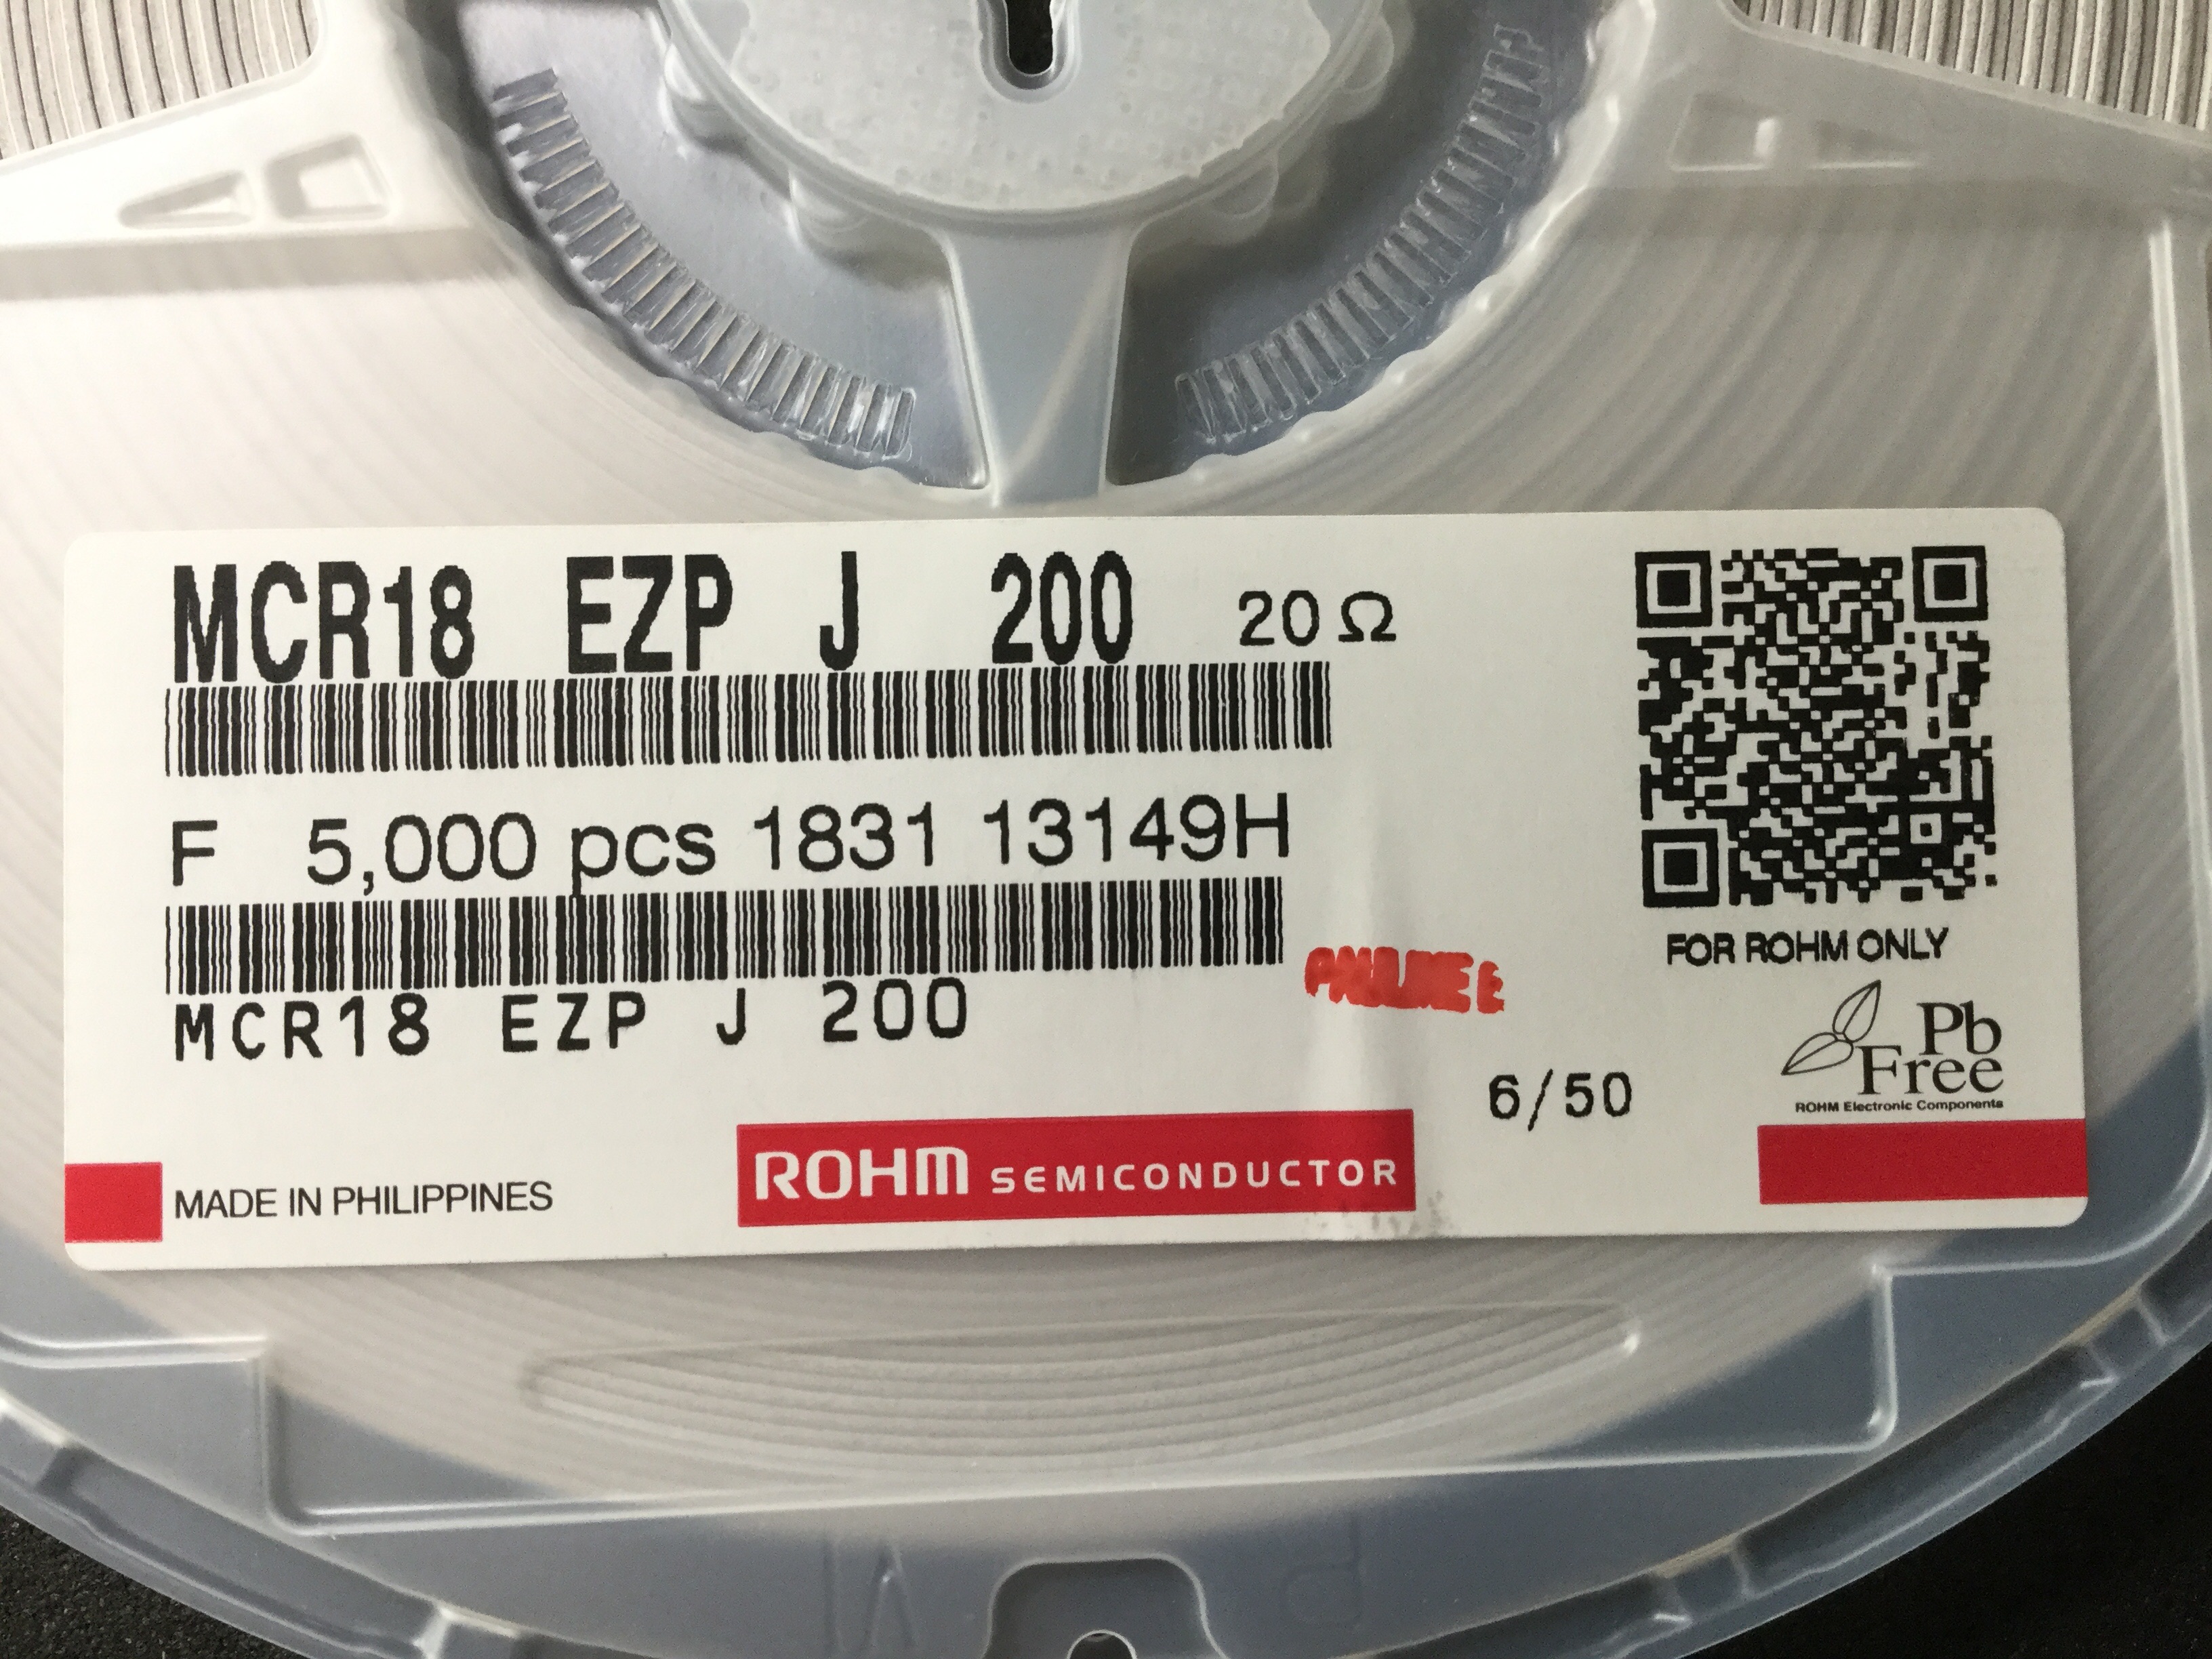 MCR18 EZP J 200 20Ω
F 5,000 pcs 1831 13149H
MCR18 EZP J 200
FOR ROHM ONLY
Pb
Free
ROHM Electronic Components
6/50
MADE IN PHILIPPINES
ROHM SEMICONDUCTOR